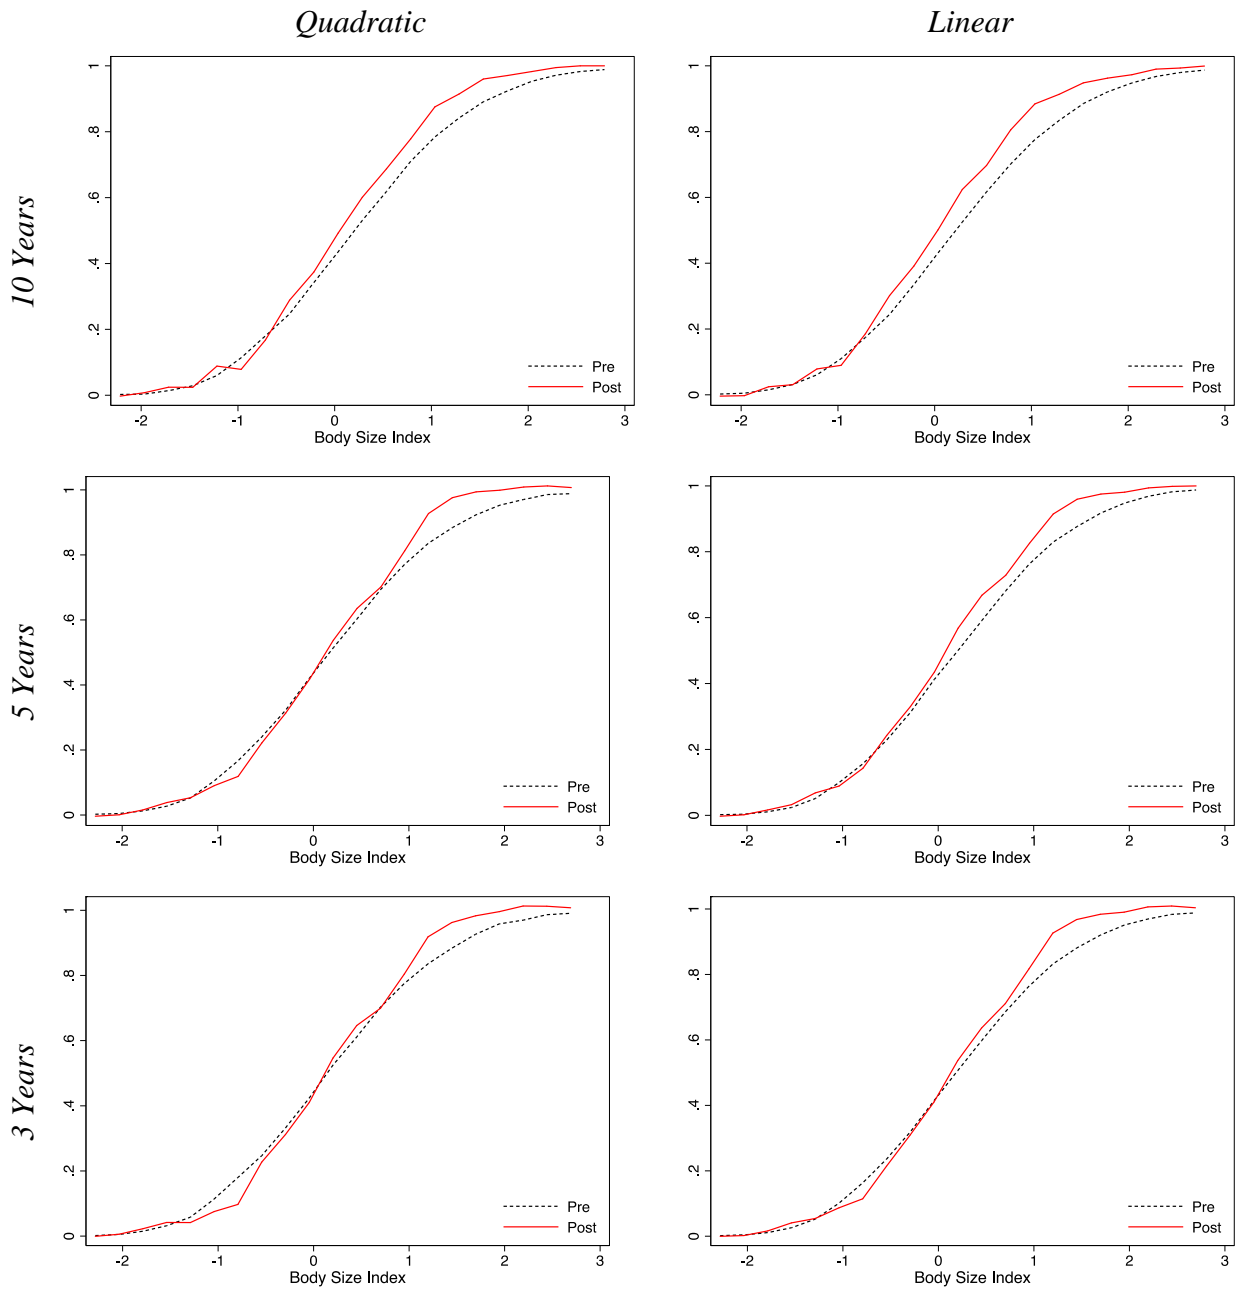 Quadratic
Linear
10 Years
1
.8
.6
.4
.2
0
-2 -1 0 1 2 3
Body Size Index
Pre
Post
1
.8
.6
.4
.2
0
-2 -1 0 1 2 3
Body Size Index
Pre
Post
5 Years
1
.8
.6
.4
.2
0
-2 -1 0 1 2 3
Body Size Index
Pre
Post
1
.8
.6
.4
.2
0
-2 -1 0 1 2 3
Body Size Index
Pre
Post
3 Years
1
.8
.6
.4
.2
0
-2 -1 0 1 2 3
Body Size Index
Pre
Post
1
.8
.6
.4
.2
0
-2 -1 0 1 2 3
Body Size Index
Pre
Post